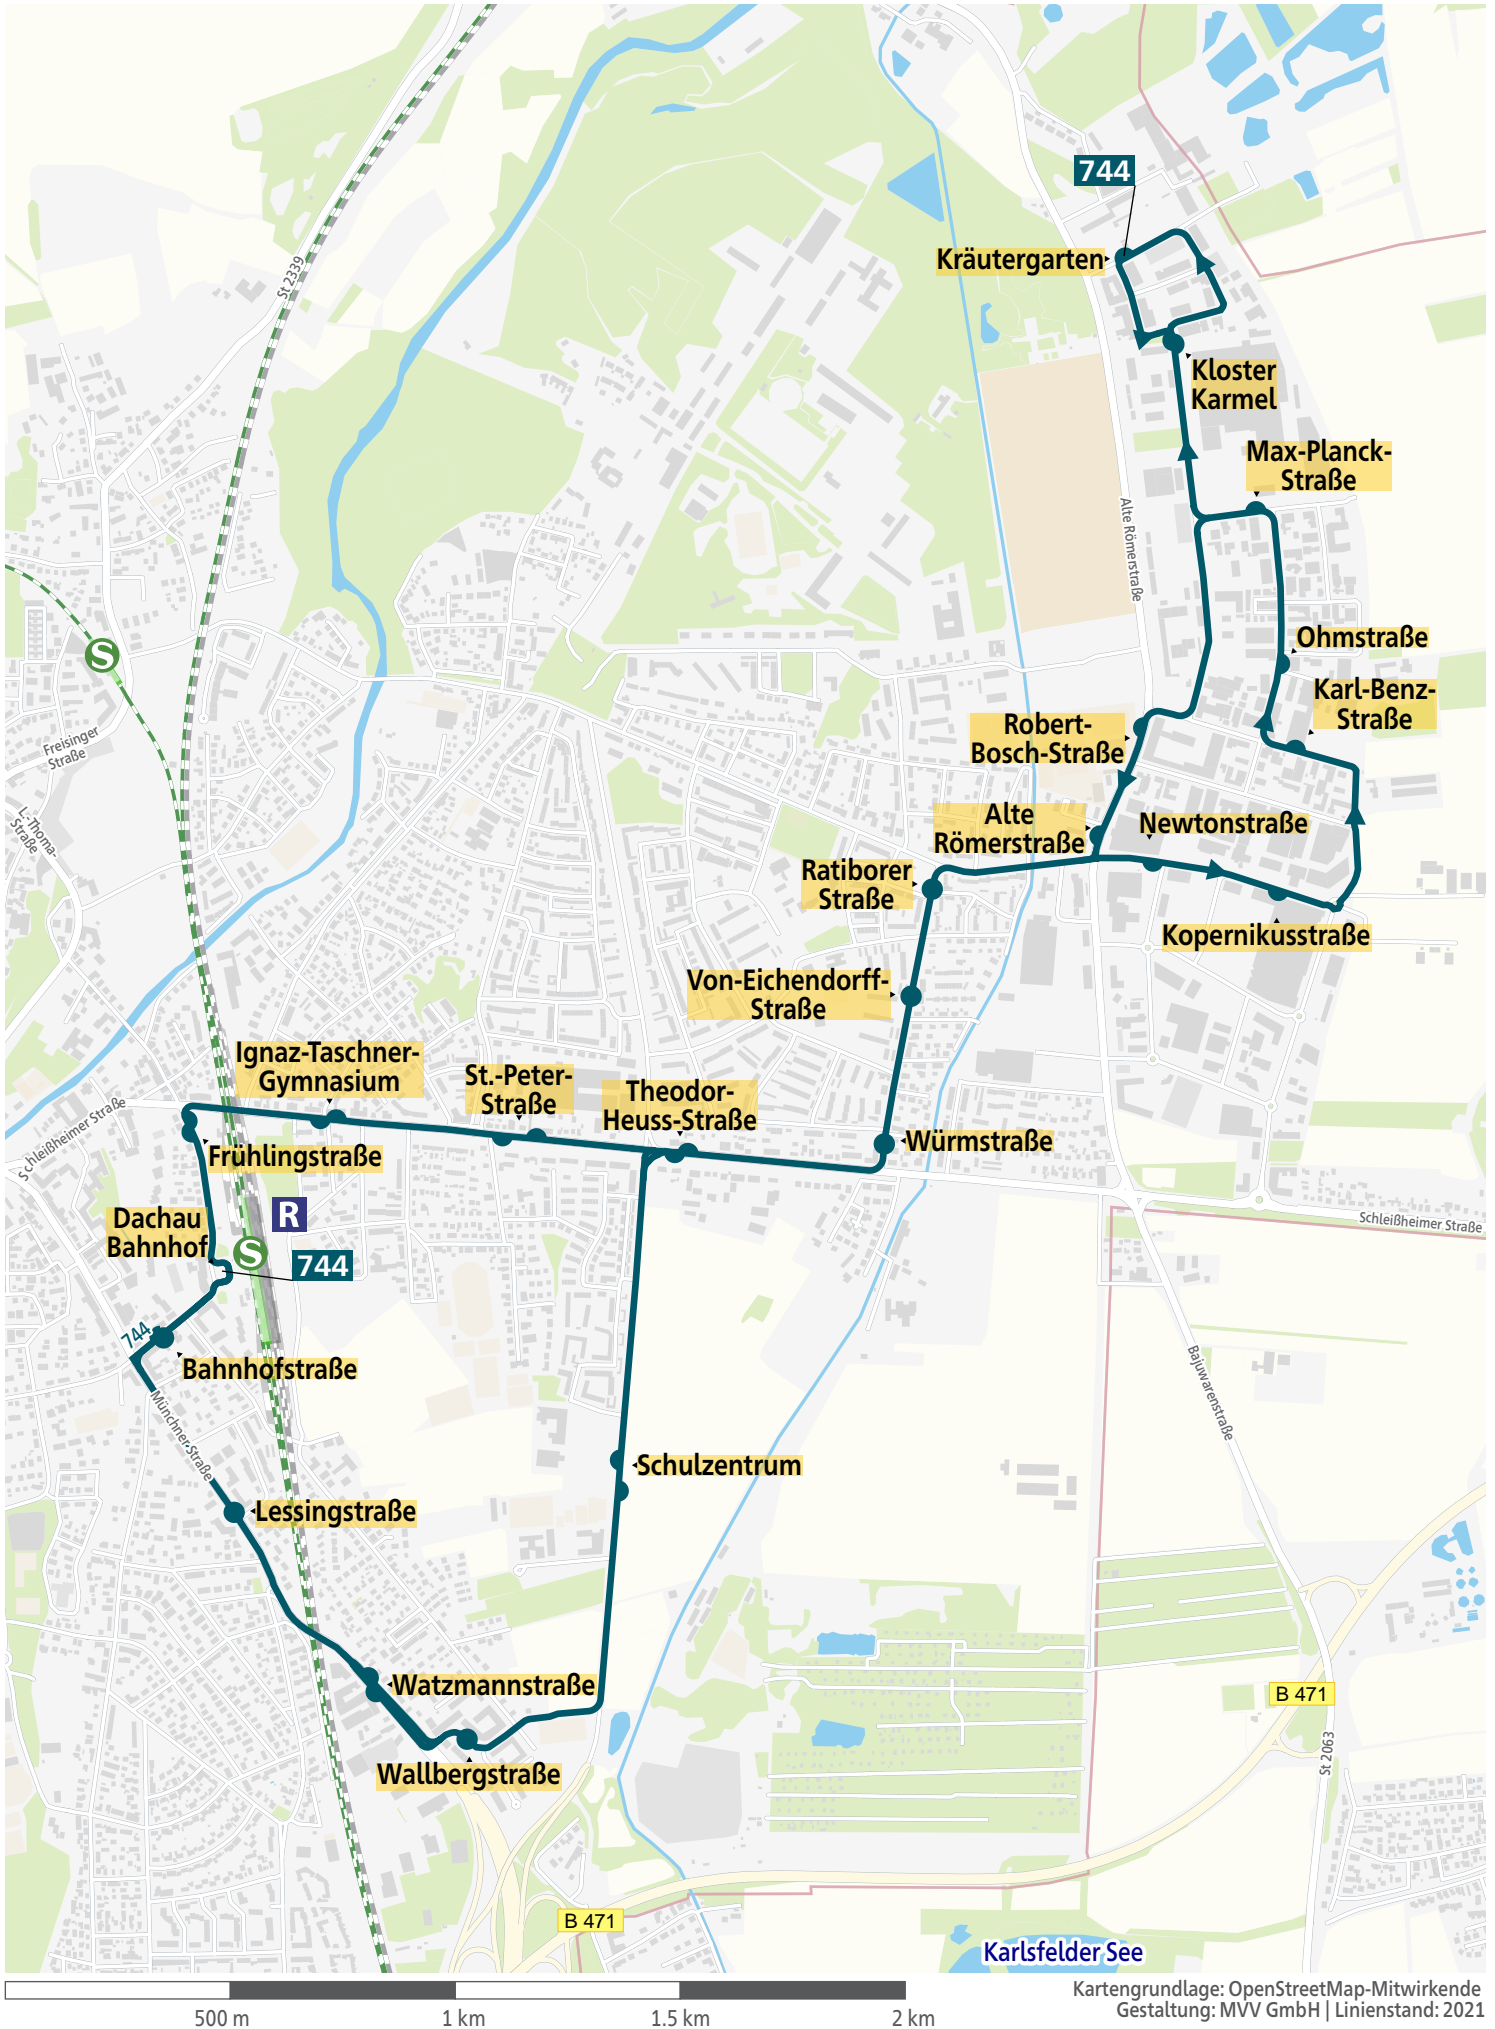 744
St 2339
Kräutergarten
Kloster
Karmel
Max-Planck-
Straße
Alte Römerstraße
Ohmstraße
Karl-Benz-
Straße
Robert-
Bosch-Straße
Freisinger
Straße
S
L.-Thoma-
Straße
Alte
Römerstraße
Newtonstraße
Ratiborer
Straße
Kopernikusstraße
Von-Eichendorff-
Straße
Ignaz-Taschner-
Gymnasium
St.-Peter-
Straße
Theodor-
Heuss-Straße
Schleißheimer Straße
Frühlingstraße
Würmstraße
Dachau
Bahnhof
R
S
744
Schleißheimer Straße
744
Bahnhofstraße
Münchner Straße
Bajuwarenstraße
Schulzentrum
Lessingstraße
Watzmannstraße
B 471
St 2063
Wallbergstraße
B 471
Karlsfelder See
500 m
1 km
1.5 km
2 km
Kartengrundlage: OpenStreetMap-Mitwirkende
Gestaltung: MVV GmbH | Linienstand: 2021